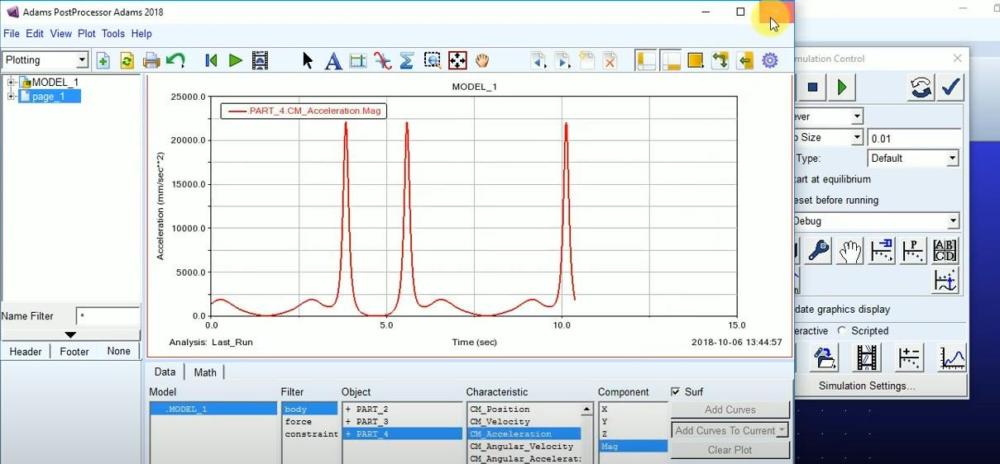 Adams PostProcessor Adams 2018
File Edit View Plot Tools Help
Plotting
MODEL_1
page_1
Name Filter *
Header Footer None
MODEL_1
.PART_4.CM_Acceleration.Mag
25000.0
20000.0
15000.0
10000.0
5000.0
0.0
Acceleration (mm/sec**2)
0.0 5.0 10.0 15.0
Analysis: Last_Run Time (sec) 2018-10-06 13:44:57
Data Math
Model Filter Object Characteristic Component Surf
.MODEL_1 body + PART_2 CM_Position X Add Curves
force + PART_3 CM_Velocity Y
constraint + PART_4 CM_Acceleration Z Add Curves To Current
CM_Angular_Velocity Mag Clear Plot
CM_Angular_Accelerat:
mulation Control
ever
Size 0.01
Type: Default
tart at equilibrium
eset before running
Debug
P
A B
C D
date graphics display
eractive Scripted
Simulation Settings...